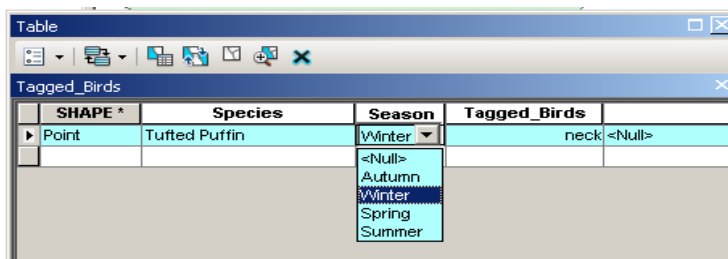 Table
Tagged_Birds
SHAPE * Species Season Tagged_Birds
Point Tufted Puffin Winter neck <Null>
<Null>
Autumn
Winter
Spring
Summer